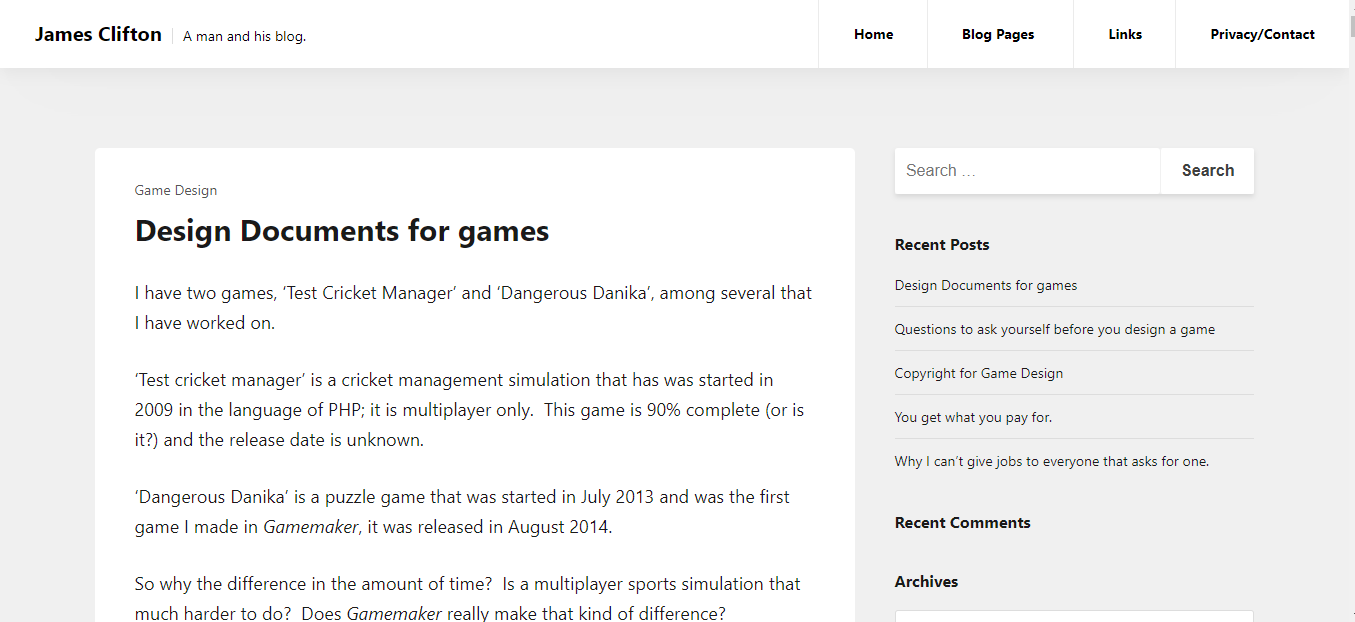 James Clifton
A man and his blog.
Home
Blog Pages
Links
Privacy/Contact
Game Design
Design Documents for games
I have two games, ‘Test Cricket Manager’ and ‘Dangerous Danika’, among several that
I have worked on.
‘Test cricket manager’ is a cricket management simulation that has was started in
2009 in the language of PHP; it is multiplayer only.  This game is 90% complete (or is
it?) and the release date is unknown.
‘Dangerous Danika’ is a puzzle game that was started in July 2013 and was the first
game I made in Gamemaker, it was released in August 2014.
So why the difference in the amount of time?  Is a multiplayer sports simulation that
much harder to do?  Does Gamemaker really make that kind of difference?
Search …
Search
Recent Posts
Design Documents for games
Questions to ask yourself before you design a game
Copyright for Game Design
You get what you pay for.
Why I can’t give jobs to everyone that asks for one.
Recent Comments
Archives